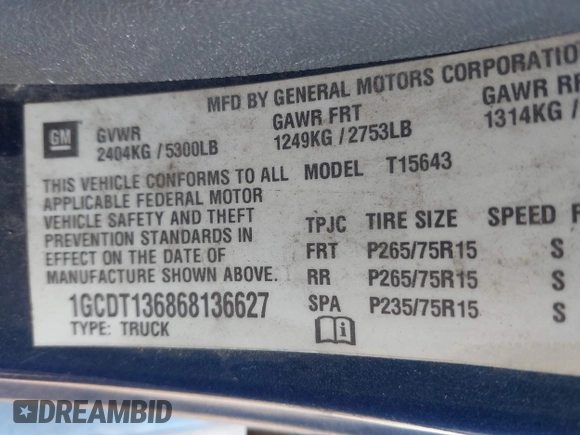 MFD BY GENERAL MOTORS CORPORATION
GM
GVWR
2404KG / 5300LB
GAWR FRT
1249KG / 2753LB
GAWR RR
1314KG /
THIS VEHICLE CONFORMS TO ALL
APPLICABLE FEDERAL MOTOR
VEHICLE SAFETY AND THEFT
PREVENTION STANDARDS IN
EFFECT ON THE DATE OF
MANUFACTURE SHOWN ABOVE.
1GCDT136868136627
TYPE: TRUCK
MODEL T15643
TPJC TIRE SIZE SPEED
FRT P265/75R15 S
RR P265/75R15 S
SPA P235/75R15 S
DREAMBID